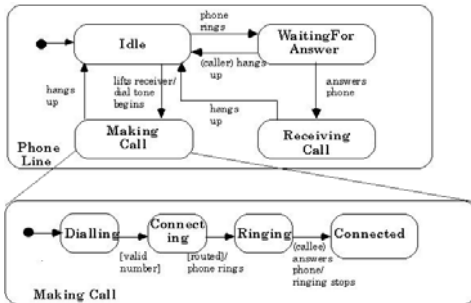 phone
rings
Idle
WaitingFor
Answer
(caller) hangs
up
hangs
up
lifts receiver/
dial tone
begins
hangs
up
answers
phone
Making
Call
Receiving
Call
Phone
Line
Dialling
Connect
ing
Ringing
Connected
[valid
number]
[routed]/
phone rings
(callee)
answers
phone/
ringing stops
Making Call